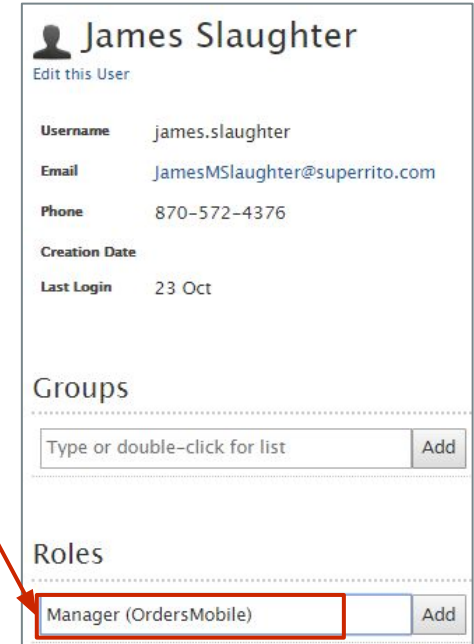 James Slaughter
Edit this User
Username james.slaughter
Email JamesMSlaughter@superrito.com
Phone 870-572-4376
Creation Date
Last Login 23 Oct
Groups
Type or double-click for list Add
Roles
Manager (OrdersMobile) Add